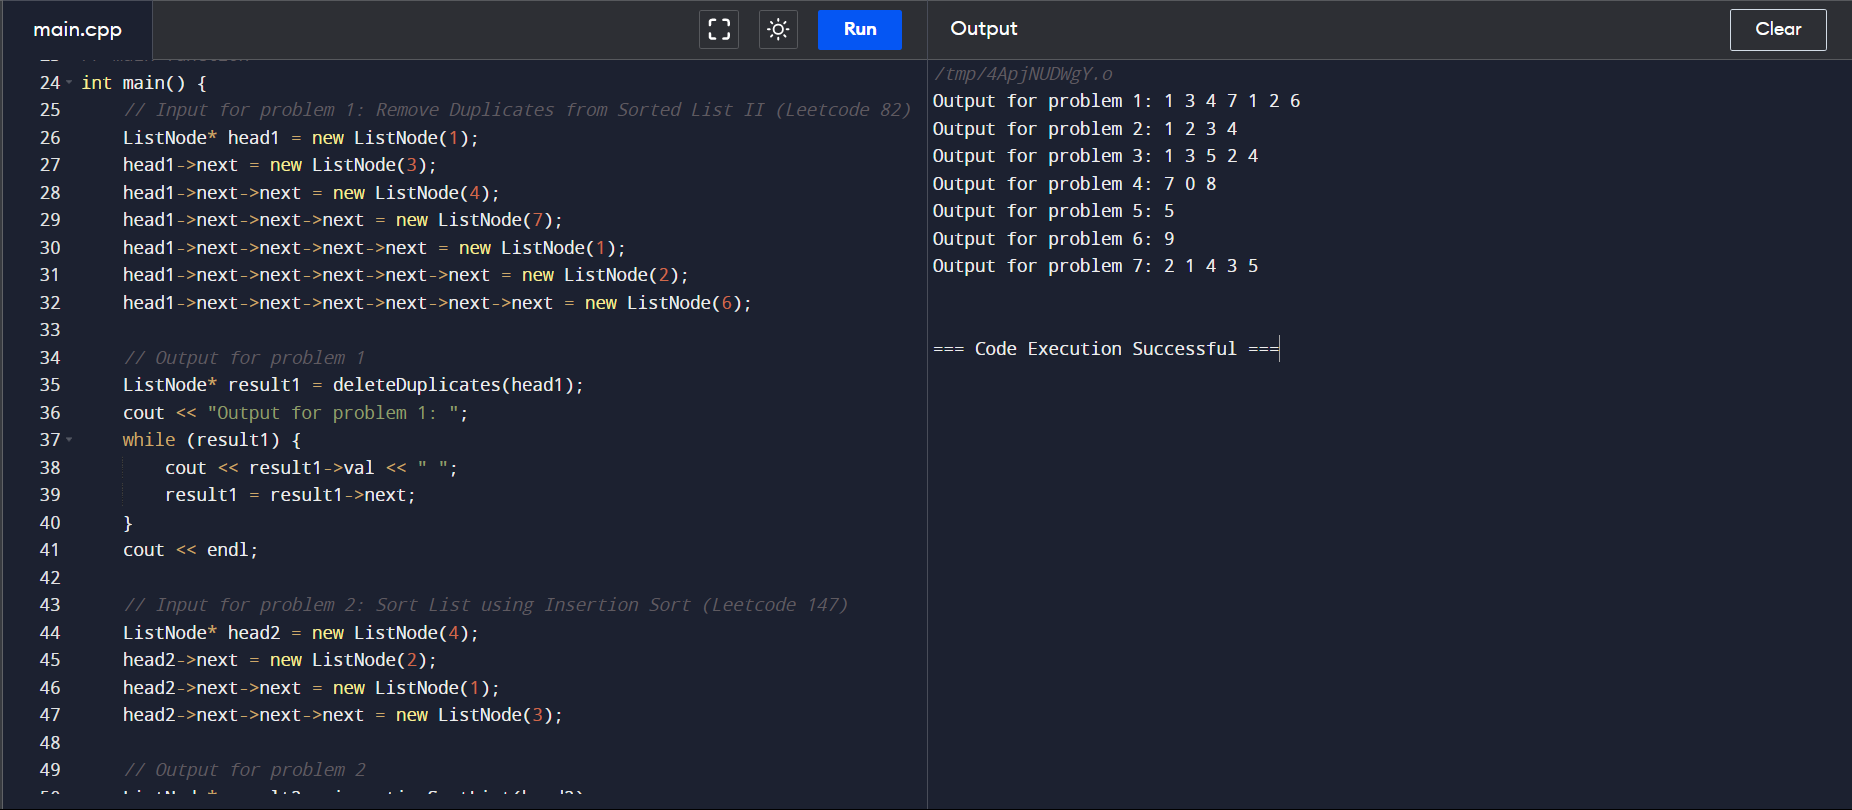 main.cpp
Run
Output
Clear
24 int main() {
25 // Input for problem 1: Remove Duplicates from Sorted List II (Leetcode 82)
26 ListNode* head1 = new ListNode(1);
27 head1->next = new ListNode(3);
28 head1->next->next = new ListNode(4);
29 head1->next->next->next = new ListNode(7);
30 head1->next->next->next->next = new ListNode(1);
31 head1->next->next->next->next->next = new ListNode(2);
32 head1->next->next->next->next->next->next = new ListNode(6);
33
34 // Output for problem 1
35 ListNode* result1 = deleteDuplicates(head1);
36 cout << "Output for problem 1: ";
37 while (result1) {
38 cout << result1->val << " ";
39 result1 = result1->next;
40 }
41 cout << endl;
42
43 // Input for problem 2: Sort List using Insertion Sort (Leetcode 147)
44 ListNode* head2 = new ListNode(4);
45 head2->next = new ListNode(2);
46 head2->next->next = new ListNode(1);
47 head2->next->next->next = new ListNode(3);
48
49 // Output for problem 2
/tmp/4ApjNUDWgY.o
Output for problem 1: 1 3 4 7 1 2 6
Output for problem 2: 1 2 3 4
Output for problem 3: 1 3 5 2 4
Output for problem 4: 7 0 8
Output for problem 5: 5
Output for problem 6: 9
Output for problem 7: 2 1 4 3 5
=== Code Execution Successful ===